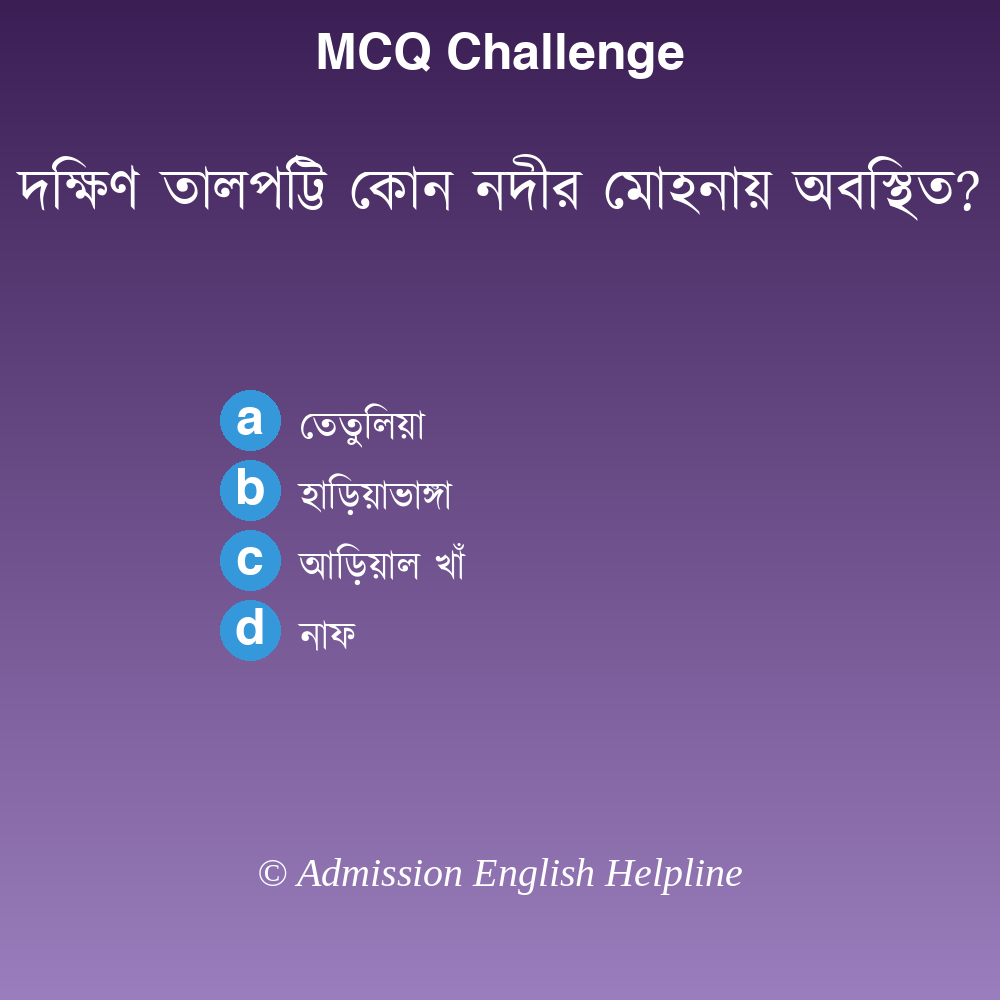 MCQ Challenge
দক্ষিণ তালপট্টি কোন নদীর মোহনায় অবস্থিত?
a তেতুলিয়া
b হাড়িয়াভাঙ্গা
c আড়িয়াল খাঁ
d নাফ
© Admission English Helpline